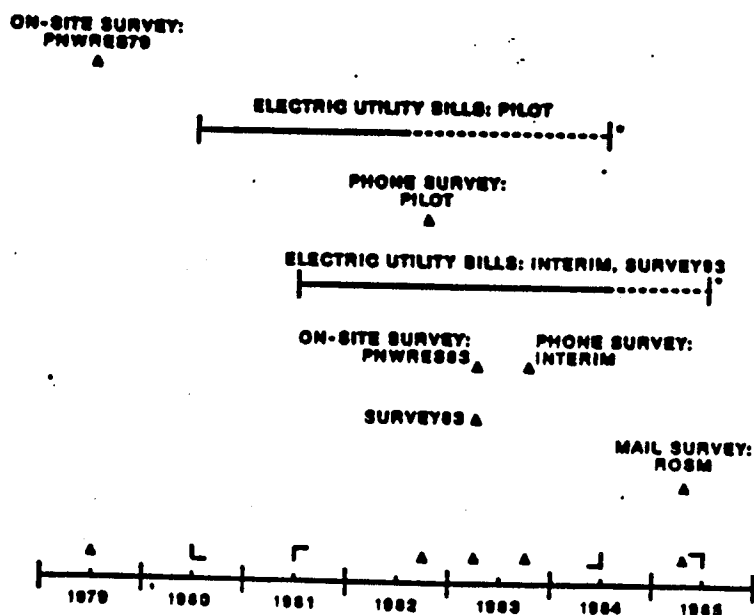 ON-SITE SURVEY:
PNWRES79
ELECTRIC UTILITY BILLS: PILOT
*
PHONE SURVEY:
PILOT
ELECTRIC UTILITY BILLS: INTERIM, SURVEY83
*
ON-SITE SURVEY:
PNWRES83
PHONE SURVEY:
INTERIM
SURVEY83
MAIL SURVEY:
ROSM
1979 1980 1981 1982 1983 1984 1985